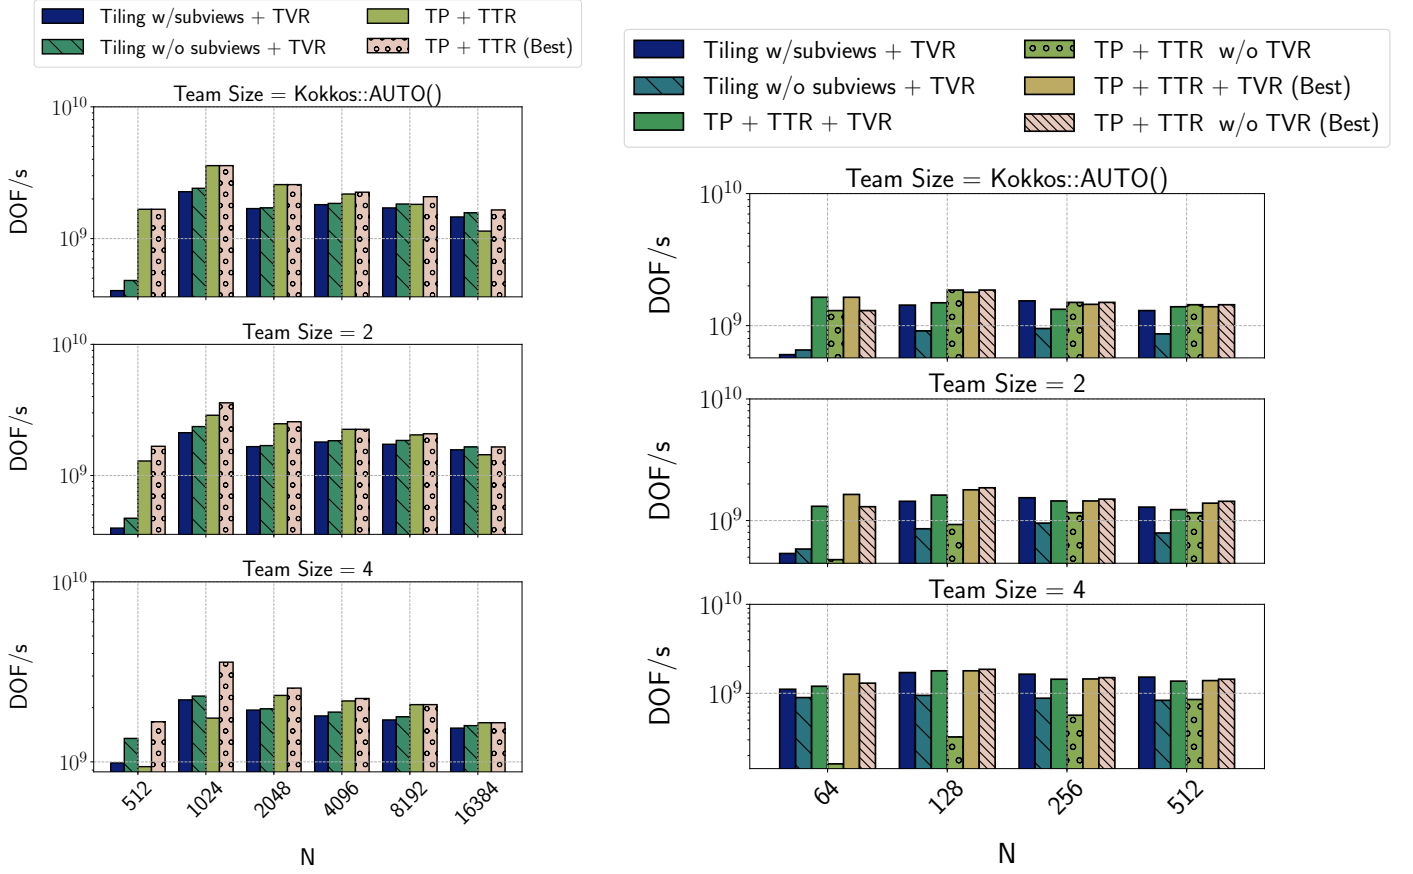 Tiling w/subviews + TVR
Tiling w/o subviews + TVR
TP + TTR
TP + TTR (Best)
Team Size = Kokkos::AUTO()
10^10
10^9
DOF/s
Team Size = 2
10^10
10^9
DOF/s
Team Size = 4
10^10
10^9
DOF/s
512
1024
2048
4096
8192
16384
N
Tiling w/subviews + TVR
Tiling w/o subviews + TVR
TP + TTR + TVR
TP + TTR w/o TVR
TP + TTR + TVR (Best)
TP + TTR w/o TVR (Best)
Team Size = Kokkos::AUTO()
10^10
10^9
DOF/s
Team Size = 2
10^10
10^9
DOF/s
Team Size = 4
10^10
10^9
DOF/s
64
128
256
512
N